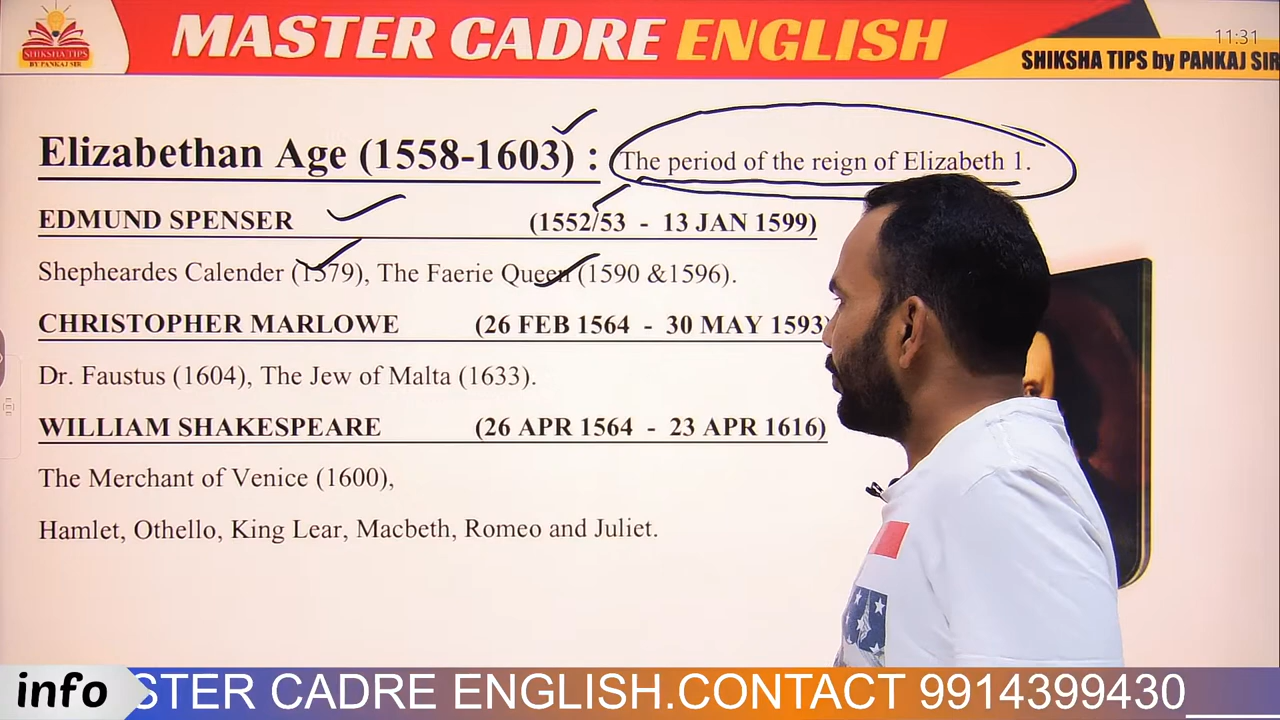 SHIKSHA TIPS
BY PANKAJ SIR
MASTER CADRE ENGLISH
11:31
SHIKSHA TIPS by PANKAJ SIR
Elizabethan Age (1558-1603) : The period of the reign of Elizabeth 1.
EDMUND SPENSER (1552/53 - 13 JAN 1599)
Shepheardes Calender (1579), The Faerie Queen (1590 &1596).
CHRISTOPHER MARLOWE (26 FEB 1564 - 30 MAY 1593)
Dr. Faustus (1604), The Jew of Malta (1633).
WILLIAM SHAKESPEARE (26 APR 1564 - 23 APR 1616)
The Merchant of Venice (1600),
Hamlet, Othello, King Lear, Macbeth, Romeo and Juliet.
info STER CADRE ENGLISH.CONTACT 9914399430